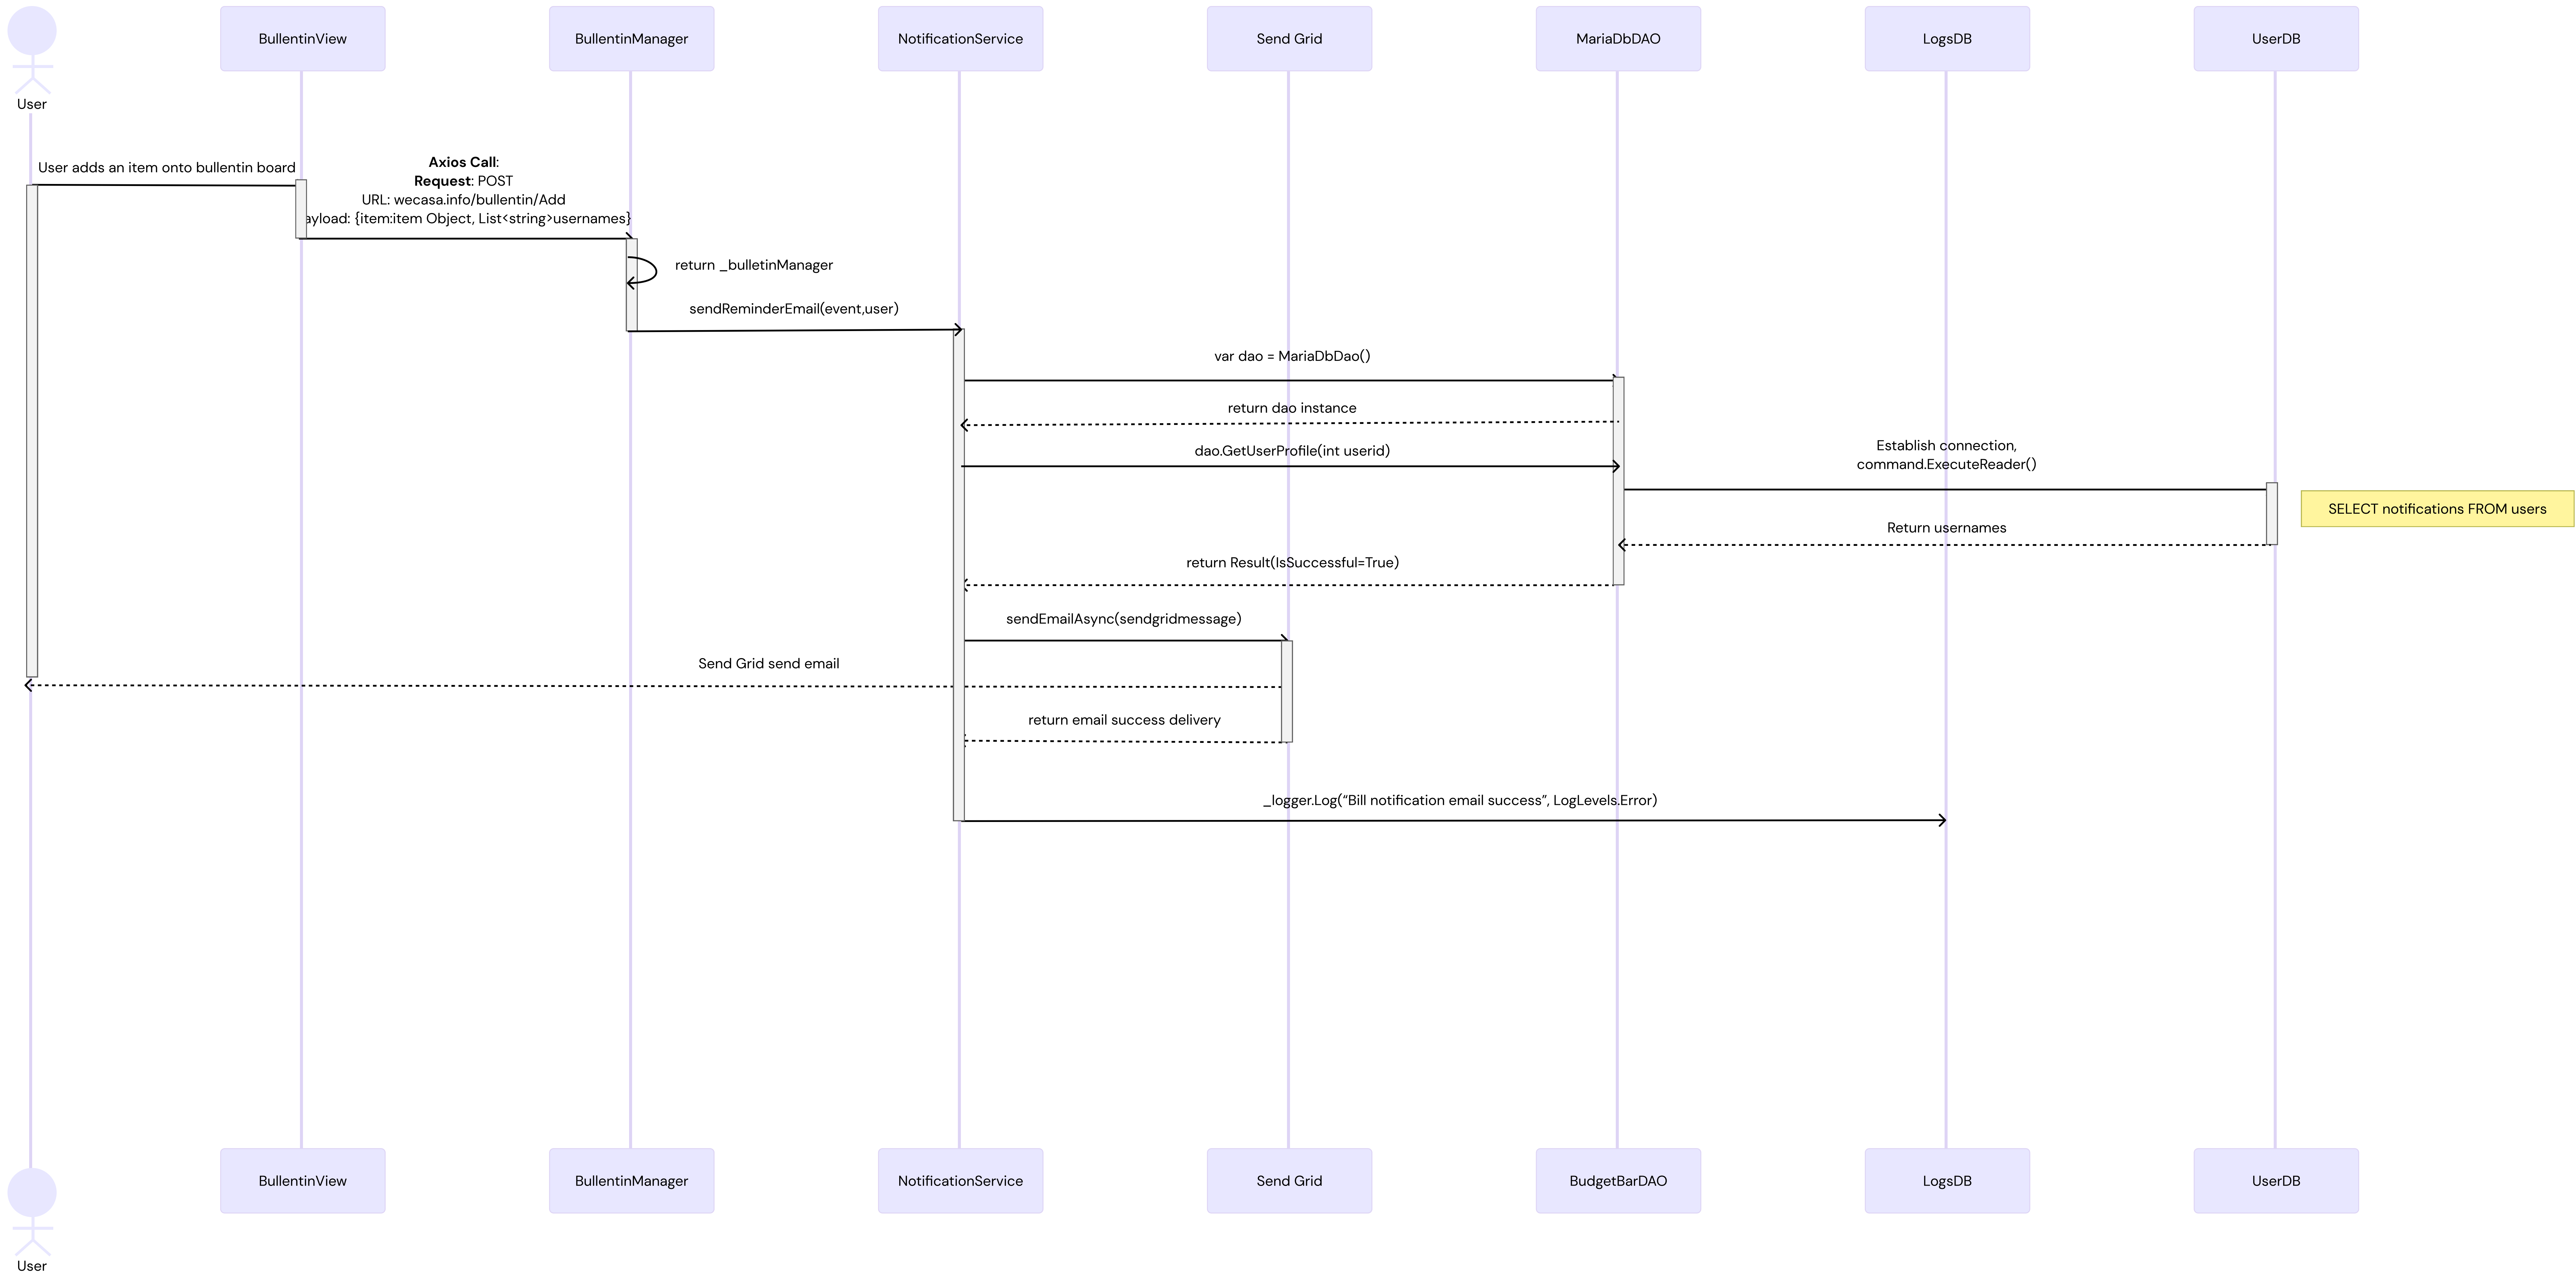 User
BullentinView
BullentinManager
NotificationService
Send Grid
MariaDbDAO
LogsDB
UserDB
User adds an item onto bullentin board
Axios Call:
Request: POST
URL: wecasa.info/bullentin/Add
ayload: {item:item Object, List<string>usernames}
return _bulletinManager
sendReminderEmail(event,user)
var dao = MariaDbDao()
return dao instance
dao.GetUserProfile(int userid)
Establish connection,
command.ExecuteReader()
SELECT notifications FROM users
Return usernames
return Result(IsSuccessful=True)
sendEmailAsync(sendgridmessage)
Send Grid send email
return email success delivery
_logger.Log(“Bill notification email success”, LogLevels.Error)
BullentinView
BullentinManager
NotificationService
Send Grid
BudgetBarDAO
LogsDB
UserDB
User